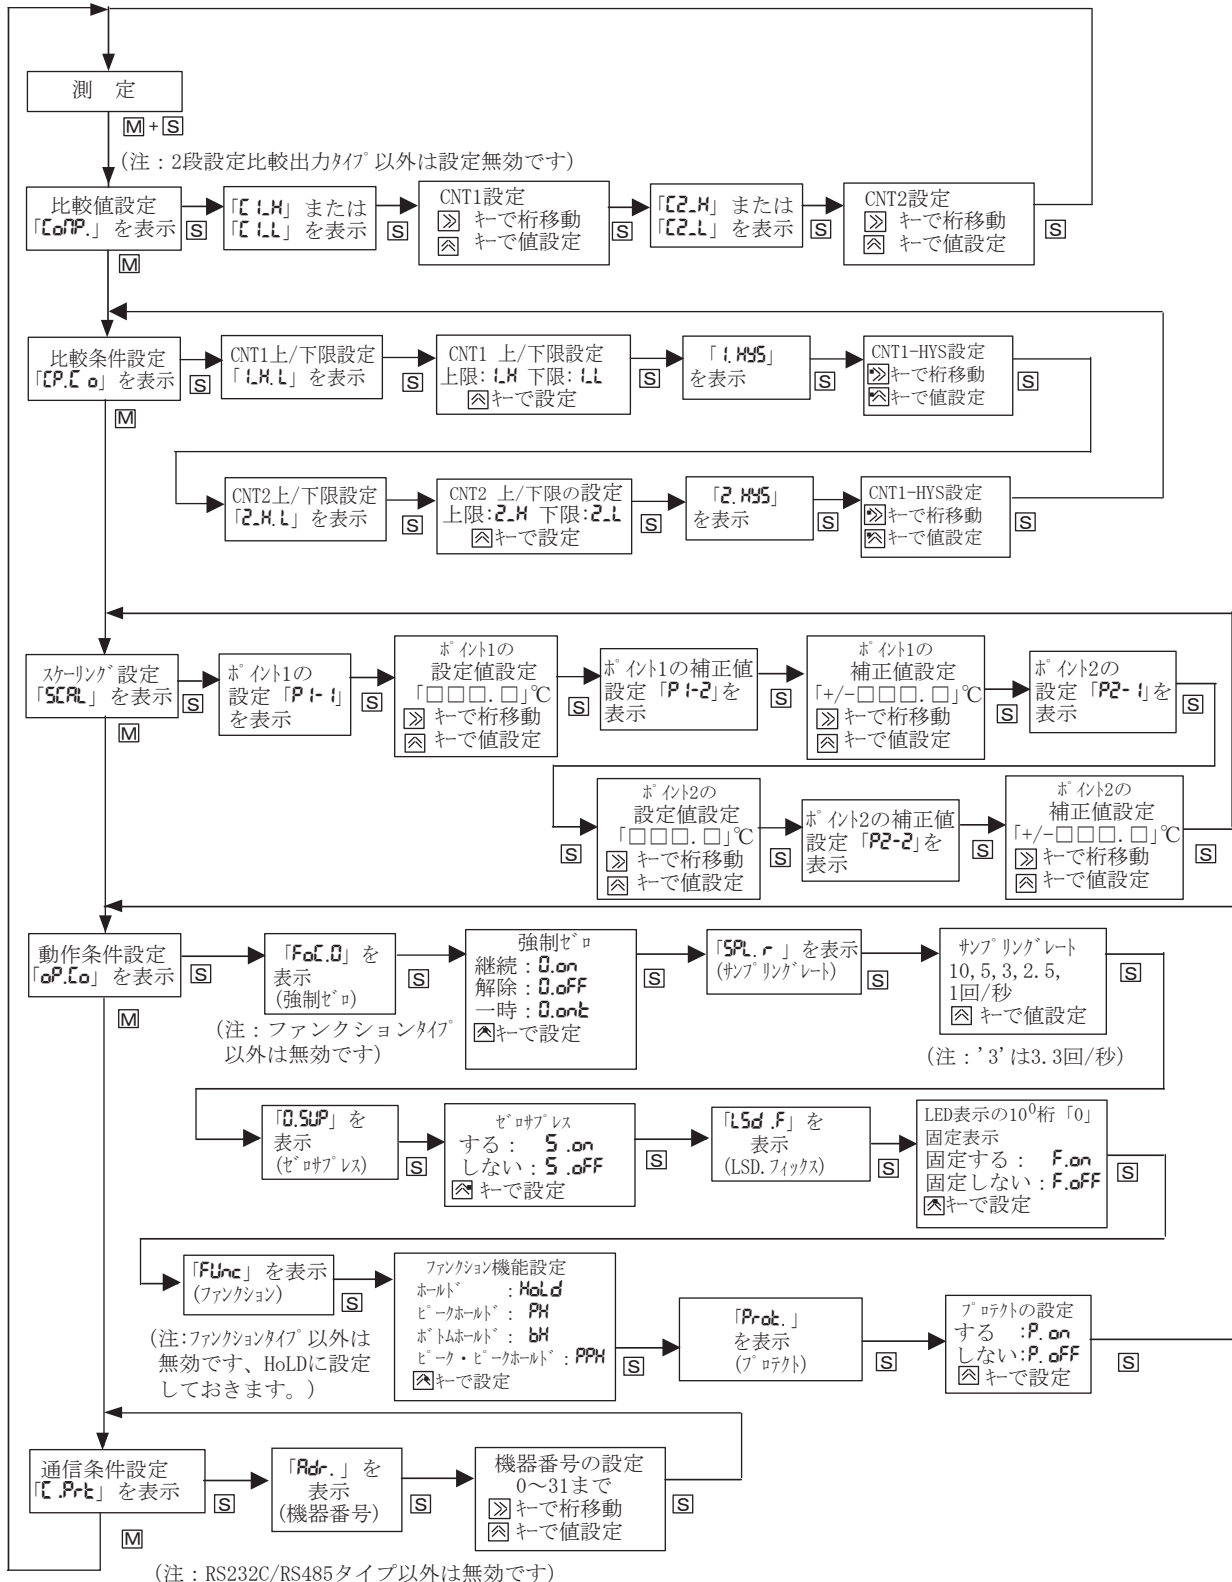 測　定
M + S
(注：2段設定比較出力ﾀｲﾌﾟ以外は設定無効です)
比較値設定
「CoMP.」を表示
S
「C1_H」または
「C1_L」を表示
S
CNT1設定
≫ ｷｰで桁移動
︽ ｷｰで値設定
S
「C2_H」または
「C2_L」を表示
S
CNT2設定
≫ ｷｰで桁移動
︽ ｷｰで値設定
S
M
比較条件設定
「CP.Co」を表示
S
CNT1上/下限設定
「1_H.L」を表示
S
CNT1 上/下限設定
上限:1_H 下限:1_L
︽ｷｰで設定
S
「1.HYS」
を表示
S
CNT1-HYS設定
≫ｷｰで桁移動
︽ｷｰで値設定
S
M
CNT2上/下限設定
「2_H.L」を表示
S
CNT2 上/下限の設定
上限:2_H 下限:2_L
︽ｷｰで設定
S
「2.HYS」
を表示
S
CNT1-HYS設定
≫ｷｰで桁移動
︽ｷｰで値設定
S
ｽｹｰﾘﾝｸﾞ設定
「SCAL」を表示
S
ﾎﾟｲﾝﾄ1の
設定「P1-1」
を表示
S
ﾎﾟｲﾝﾄ1の
設定値設定
「□□□.□」℃
≫ ｷｰで桁移動
︽ ｷｰで値設定
S
ﾎﾟｲﾝﾄ1の補正値
設定「P1-2」を
表示
S
ﾎﾟｲﾝﾄ1の
補正値設定
「+/-□□□.□」℃
≫ ｷｰで桁移動
︽ ｷｰで値設定
S
ﾎﾟｲﾝﾄ2の
設定「P2-1」を
表示
S
M
S
ﾎﾟｲﾝﾄ2の
設定値設定
「□□□.□」℃
≫ ｷｰで桁移動
︽ ｷｰで値設定
S
ﾎﾟｲﾝﾄ2の補正値
設定「P2-2」を
表示
S
ﾎﾟｲﾝﾄ2の
補正値設定
「+/-□□□.□」℃
≫ ｷｰで桁移動
︽ ｷｰで値設定
S
動作条件設定
「oP.Co」を表示
S
「FoC.0」を
表示
(強制ｾﾞﾛ)
S
強制ｾﾞﾛ
継続：0.on
解除：0.oFF
一時：0.ont
︽ｷｰで設定
S
「SPL.r」を表示
(ｻﾝﾌﾟﾘﾝｸﾞﾚｰﾄ)
S
ｻﾝﾌﾟﾘﾝｸﾞﾚｰﾄ
10,5,3,2.5,
1回/秒
︽ ｷｰで値設定
S
M
(注：ファンクションﾀｲﾌﾟ
以外は無効です)
(注：'3'は3.3回/秒)
「0.SUP」を
表示
(ｾﾞﾛｻﾌﾟﾚｽ)
S
ｾﾞﾛｻﾌﾟﾚｽ
する： S.on
しない：S.oFF
︽ ｷｰで設定
S
「LSd.F」を
表示
(LSD.ﾌｨｯｸｽ)
S
LED表示の10⁰桁「0」
固定表示
固定する： F.on
固定しない：F.oFF
︽ｷｰで設定
S
「FUnc」を表示
(ﾌｧﾝｸｼｮﾝ)
S
(注:ﾌｧﾝｸｼｮﾝﾀｲﾌﾟ以外は
無効です、HoLDに設定
しておきます。)
ﾌｧﾝｸｼｮﾝ機能設定
ﾎｰﾙﾄﾞ ：HoLd
ﾋﾟｰｸﾎｰﾙﾄﾞ： PH
ﾎﾞﾄﾑﾎｰﾙﾄﾞ： bH
ﾋﾟｰｸ・ﾋﾟｰｸﾎｰﾙﾄﾞ：PPH
︽ｷｰで設定
S
「Prot.」
を表示
(ﾌﾟﾛﾃｸﾄ)
S
ﾌﾟﾛﾃｸﾄの設定
する :P.on
しない:P.oFF
︽ ｷｰで設定
S
通信条件設定
「C.Prt」を表示
S
「Adr.」を
表示
(機器番号)
S
機器番号の設定
0～31まで
≫ ｷｰで桁移動
︽ ｷｰで値設定
S
M
(注：RS232C/RS485タイプ以外は無効です)